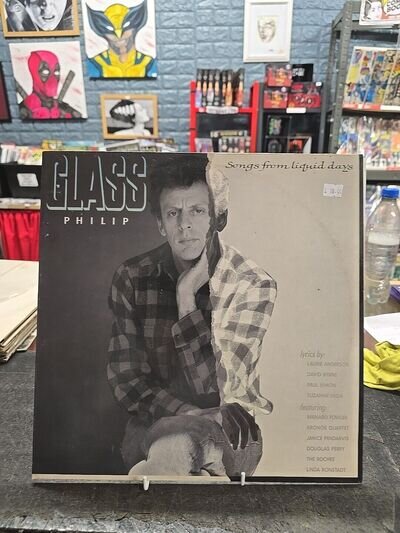 GLASS
PHILIP
Songs from liquid days
lyrics by:
LAURIE ANDERSON
DAVID BYRNE
PAUL SIMON
SUZANNE VEGA
featuring:
BERNARD FOWLER
KRONOS QUARTET
JANICE PENDARVIS
DOUGLAS PERRY
THE ROCHES
LINDA RONSTADT